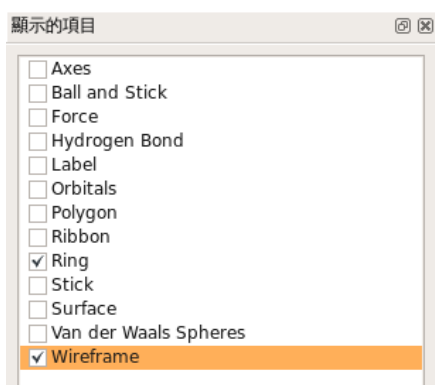 顯示的項目
Axes
Ball and Stick
Force
Hydrogen Bond
Label
Orbitals
Polygon
Ribbon
Ring
Stick
Surface
Van der Waals Spheres
Wireframe